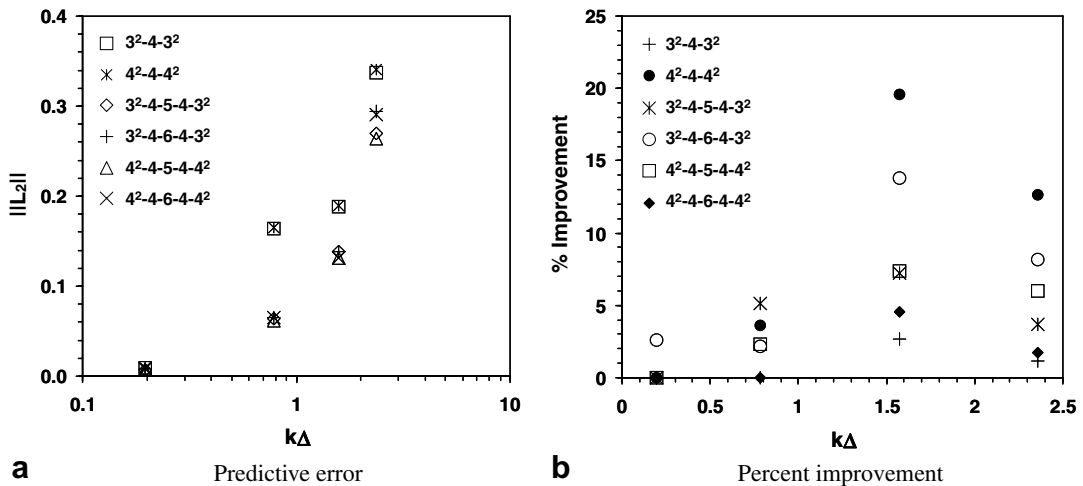 0.4
0.3
0.2
0.1
0.0
||L₂||
3²-4-3²
4²-4-4²
3²-4-5-4-3²
3²-4-6-4-3²
4²-4-5-4-4²
4²-4-6-4-4²
0.1 1 10
kΔ
a Predictive error
25
20
15
10
5
0
% Improvement
3²-4-3²
4²-4-4²
3²-4-5-4-3²
3²-4-6-4-3²
4²-4-5-4-4²
4²-4-6-4-4²
0 0.5 1 1.5 2 2.5
kΔ
b Percent improvement